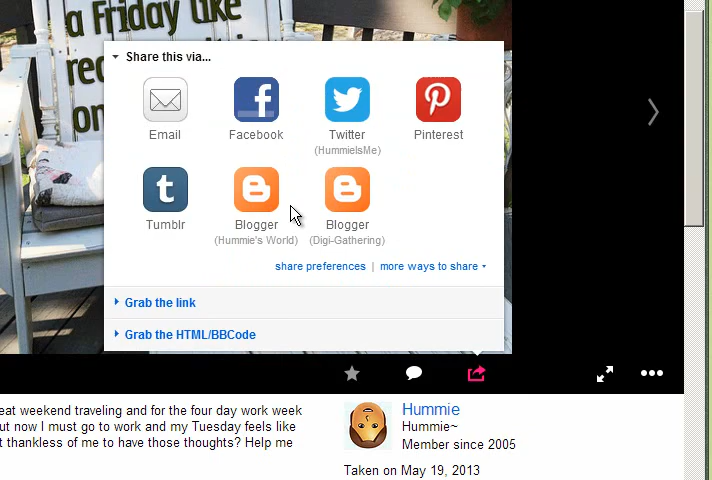 a Friday like
Share this via...
Email
Facebook
Twitter
(HummieIsMe)
Pinterest
Tumblr
Blogger
(Hummie's World)
Blogger
(Digi-Gathering)
share preferences | more ways to share
Grab the link
Grab the HTML/BBCode
eat weekend traveling and for the four day work week
ut now I must go to work and my Tuesday feels like
t thankless of me to have those thoughts? Help me
Hummie
Hummie~
Member since 2005
Taken on May 19, 2013